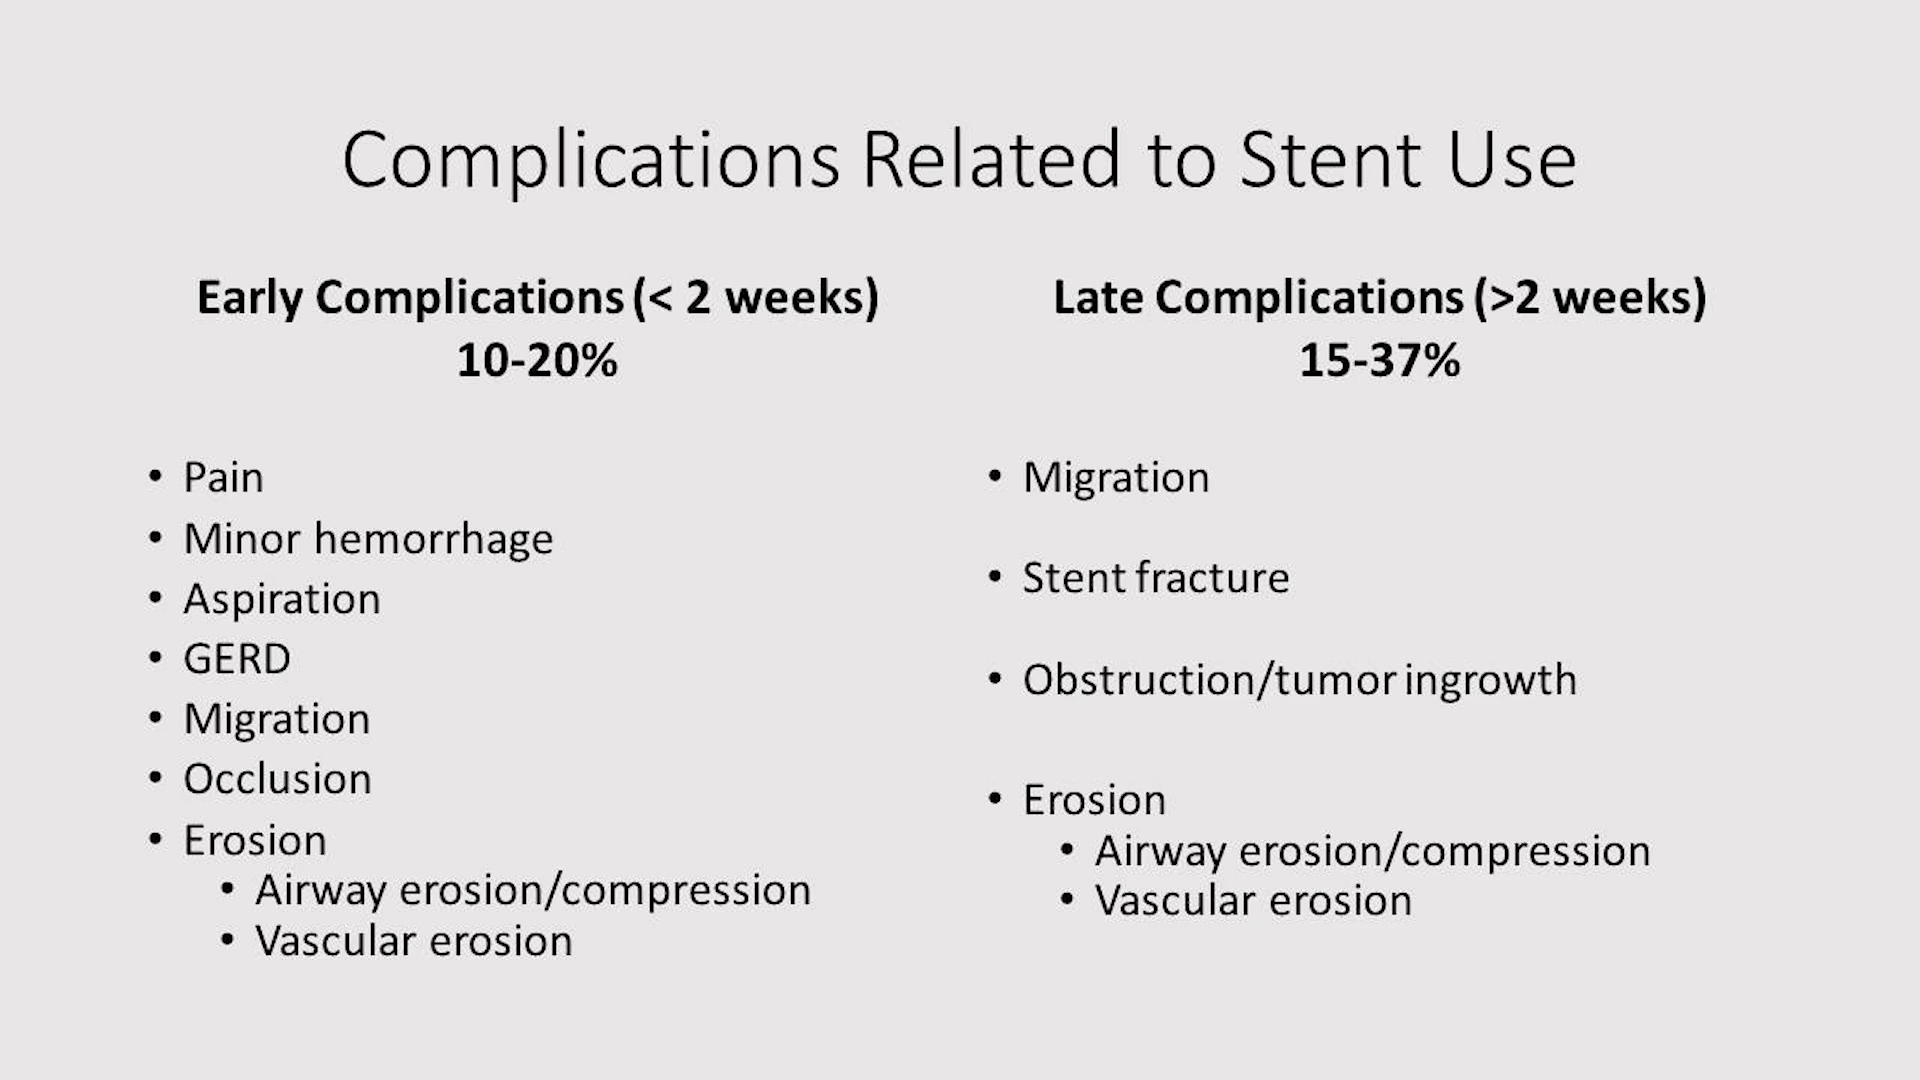 Complications Related to Stent Use
Early Complications (< 2 weeks)
10-20%
• Pain
• Minor hemorrhage
• Aspiration
• GERD
• Migration
• Occlusion
• Erosion
• Airway erosion/compression
• Vascular erosion
Late Complications (>2 weeks)
15-37%
• Migration
• Stent fracture
• Obstruction/tumor ingrowth
• Erosion
• Airway erosion/compression
• Vascular erosion